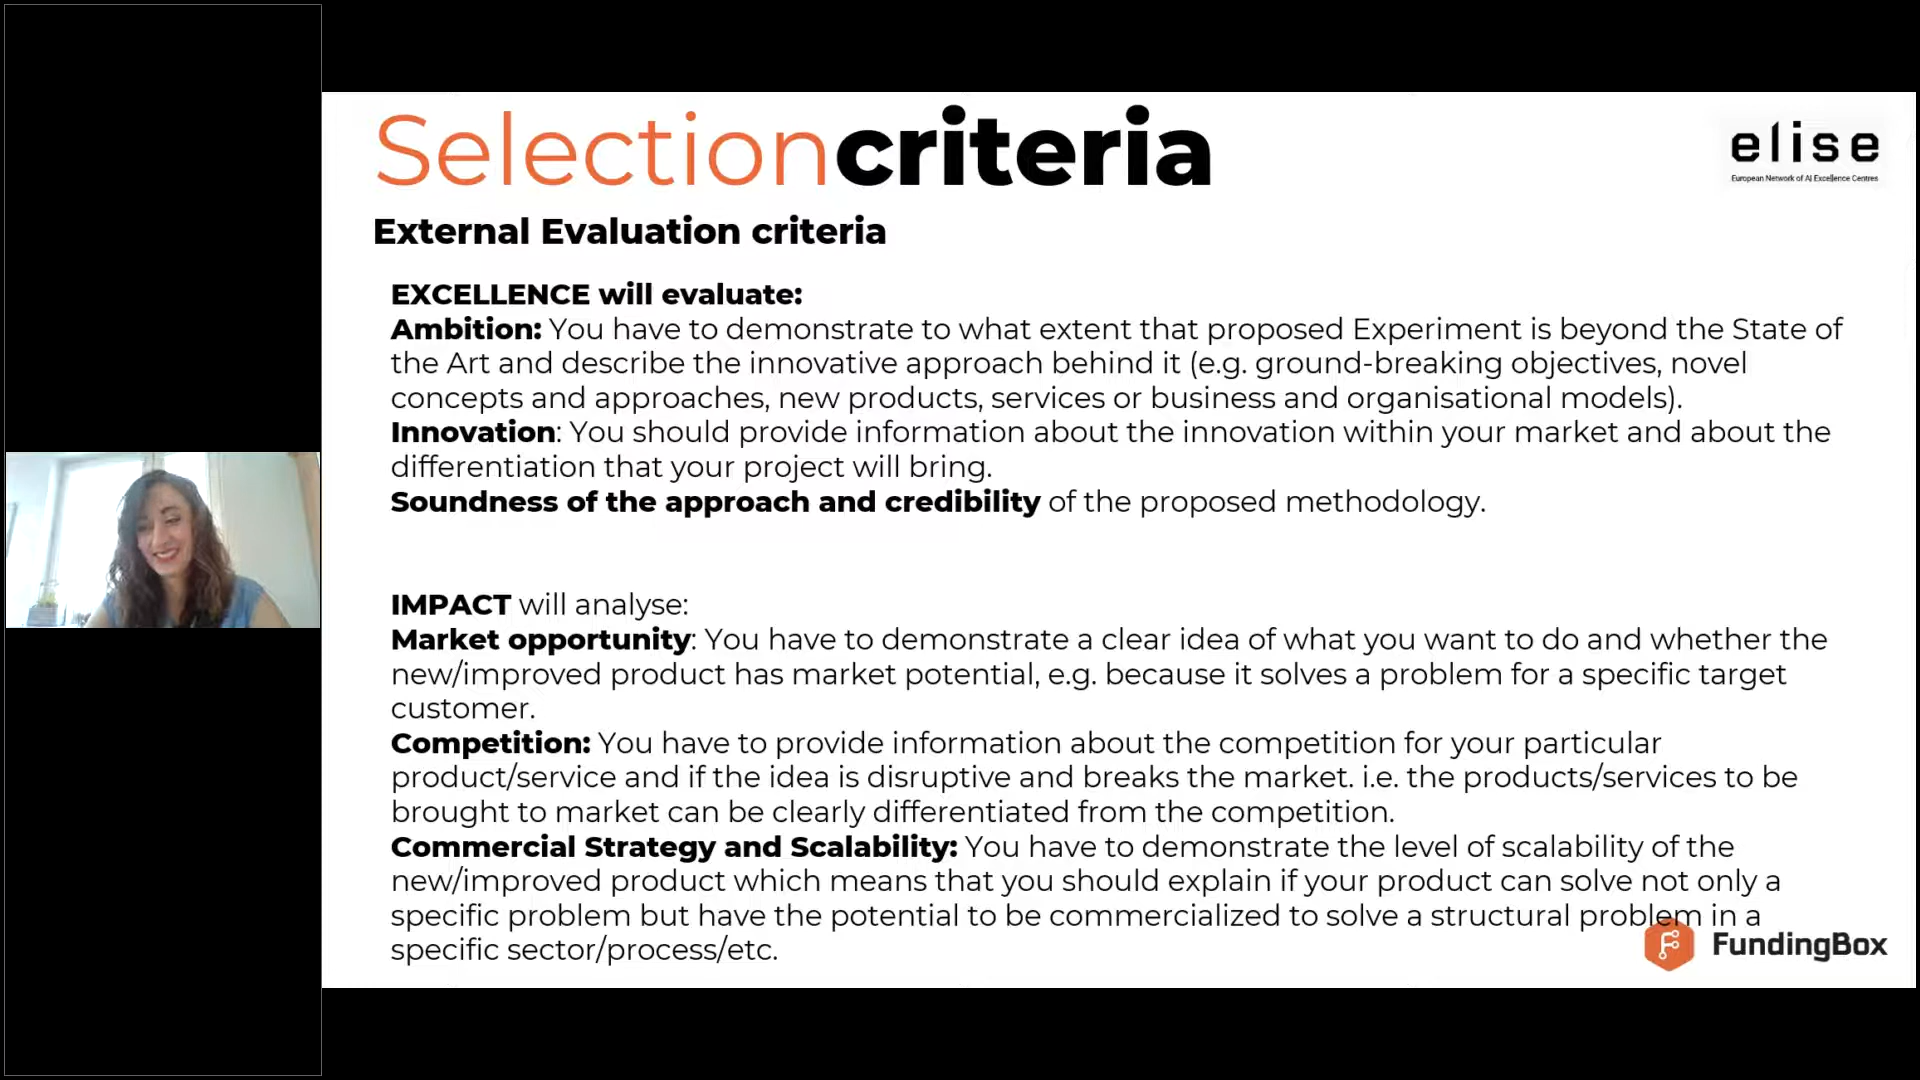 Selectioncriteria
elise
European Network of AI Excellence Centres
External Evaluation criteria
EXCELLENCE will evaluate:
Ambition: You have to demonstrate to what extent that proposed Experiment is beyond the State of
the Art and describe the innovative approach behind it (e.g. ground-breaking objectives, novel
concepts and approaches, new products, services or business and organisational models).
Innovation: You should provide information about the innovation within your market and about the
differentiation that your project will bring.
Soundness of the approach and credibility of the proposed methodology.
IMPACT will analyse:
Market opportunity: You have to demonstrate a clear idea of what you want to do and whether the
new/improved product has market potential, e.g. because it solves a problem for a specific target
customer.
Competition: You have to provide information about the competition for your particular
product/service and if the idea is disruptive and breaks the market. i.e. the products/services to be
brought to market can be clearly differentiated from the competition.
Commercial Strategy and Scalability: You have to demonstrate the level of scalability of the
new/improved product which means that you should explain if your product can solve not only a
specific problem but have the potential to be commercialized to solve a structural problem in a
specific sector/process/etc.
FundingBox